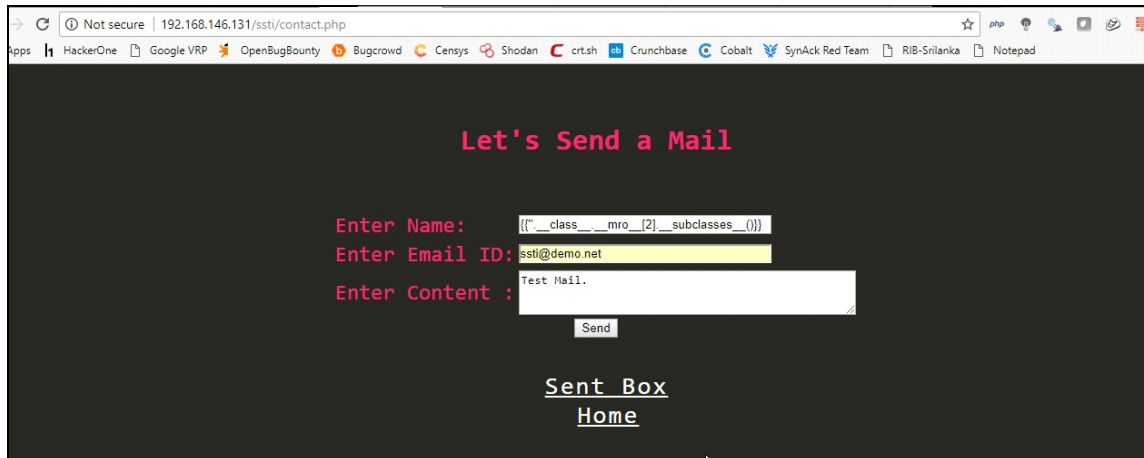 Not secure | 192.168.146.131/ssti/contact.php
php
Apps HackerOne Google VRP OpenBugBounty Bugcrowd Censys Shodan crt.sh cb Crunchbase Cobalt SynAck Red Team RIB-Srilanka Notepad
Let's Send a Mail
Enter Name: {{''.__class__.__mro__[2].__subclasses__()}}
Enter Email ID: ssti@demo.net
Enter Content : Test Mail.
Send
Sent Box
Home